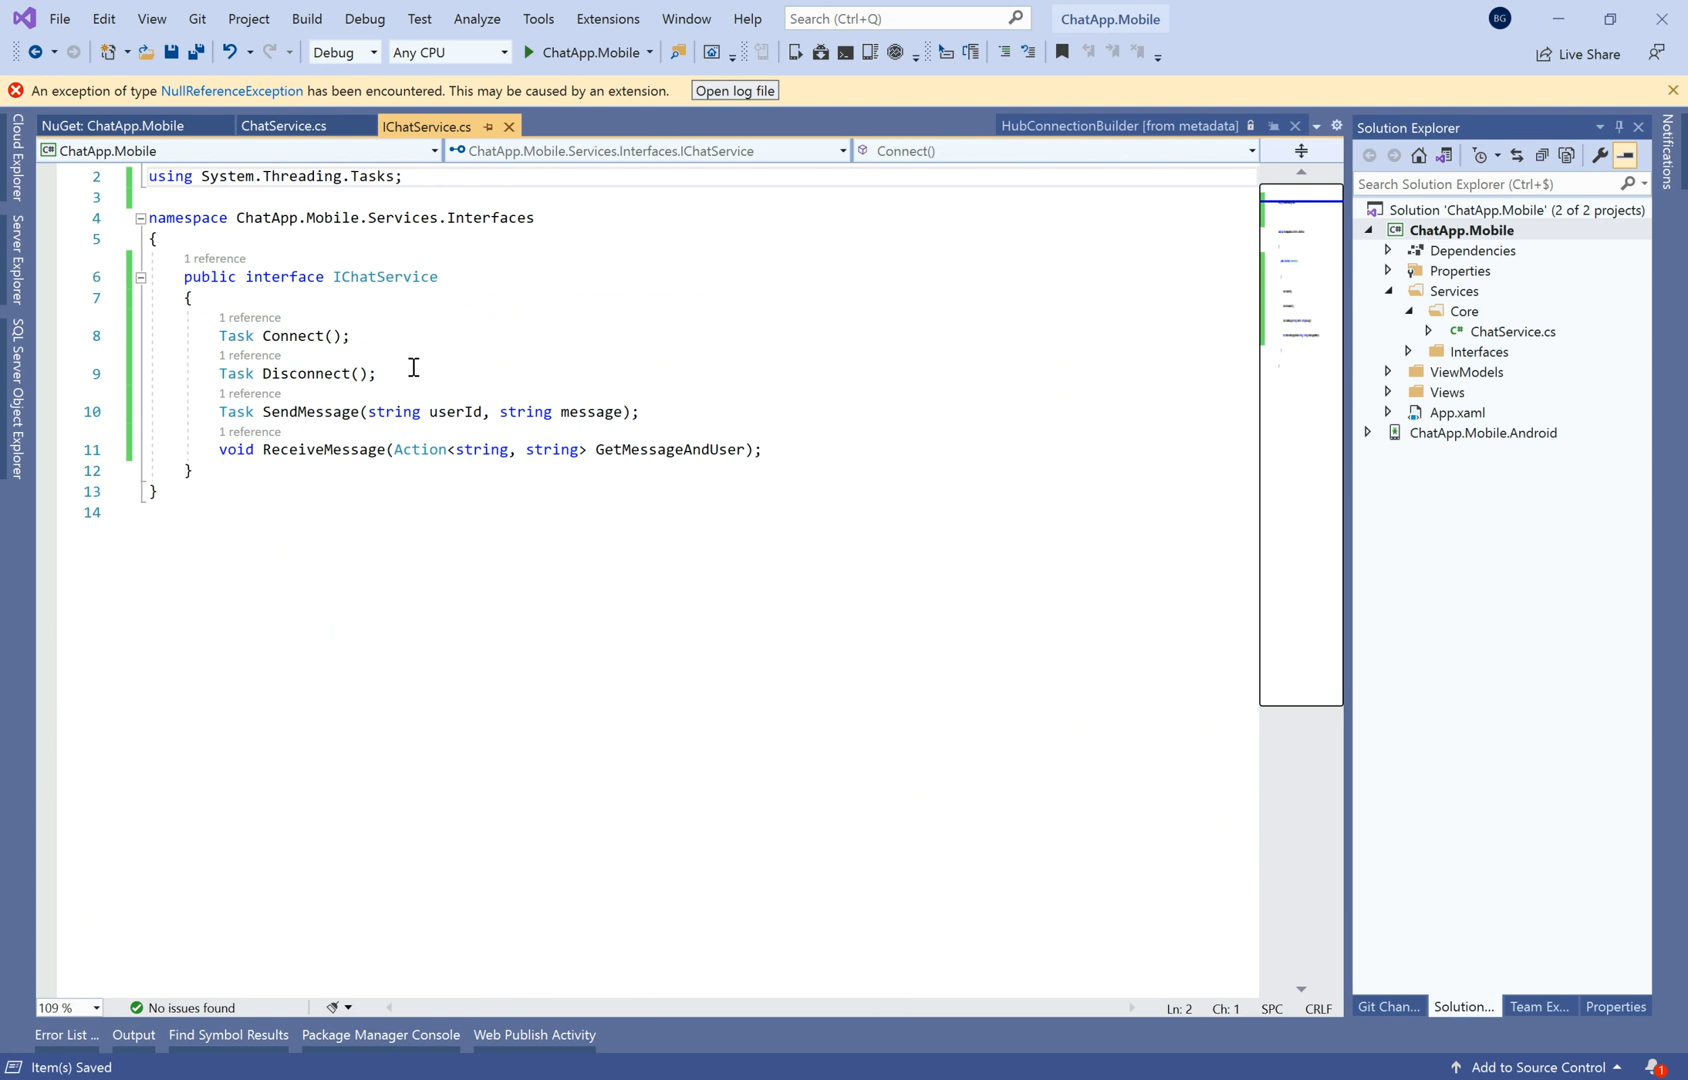 File Edit View Git Project Build Debug Test Analyze Tools Extensions Window Help Search (Ctrl+Q) ChatApp.Mobile BG
Debug Any CPU ChatApp.Mobile Live Share
An exception of type NullReferenceException has been encountered. This may be caused by an extension. Open log file
NuGet: ChatApp.Mobile ChatService.cs IChatService.cs HubConnectionBuilder [from metadata]
ChatApp.Mobile ChatApp.Mobile.Services.Interfaces.IChatService Connect()
2 using System.Threading.Tasks;
3
4 namespace ChatApp.Mobile.Services.Interfaces
5 {
1 reference
6 public interface IChatService
7 {
1 reference
8 Task Connect();
1 reference
9 Task Disconnect();
1 reference
10 Task SendMessage(string userId, string message);
1 reference
11 void ReceiveMessage(Action<string, string> GetMessageAndUser);
12 }
13 }
14
109 % No issues found Ln: 2 Ch: 1 SPC CRLF
Cloud Explorer
Server Explorer
SQL Server Object Explorer
Solution Explorer
Search Solution Explorer (Ctrl+$)
Solution 'ChatApp.Mobile' (2 of 2 projects)
C# ChatApp.Mobile
Dependencies
Properties
Services
Core
C# ChatService.cs
Interfaces
ViewModels
Views
App.xaml
ChatApp.Mobile.Android
Git Chan... Solution... Team Ex... Properties
Notifications
Error List ... Output Find Symbol Results Package Manager Console Web Publish Activity
Item(s) Saved Add to Source Control 1